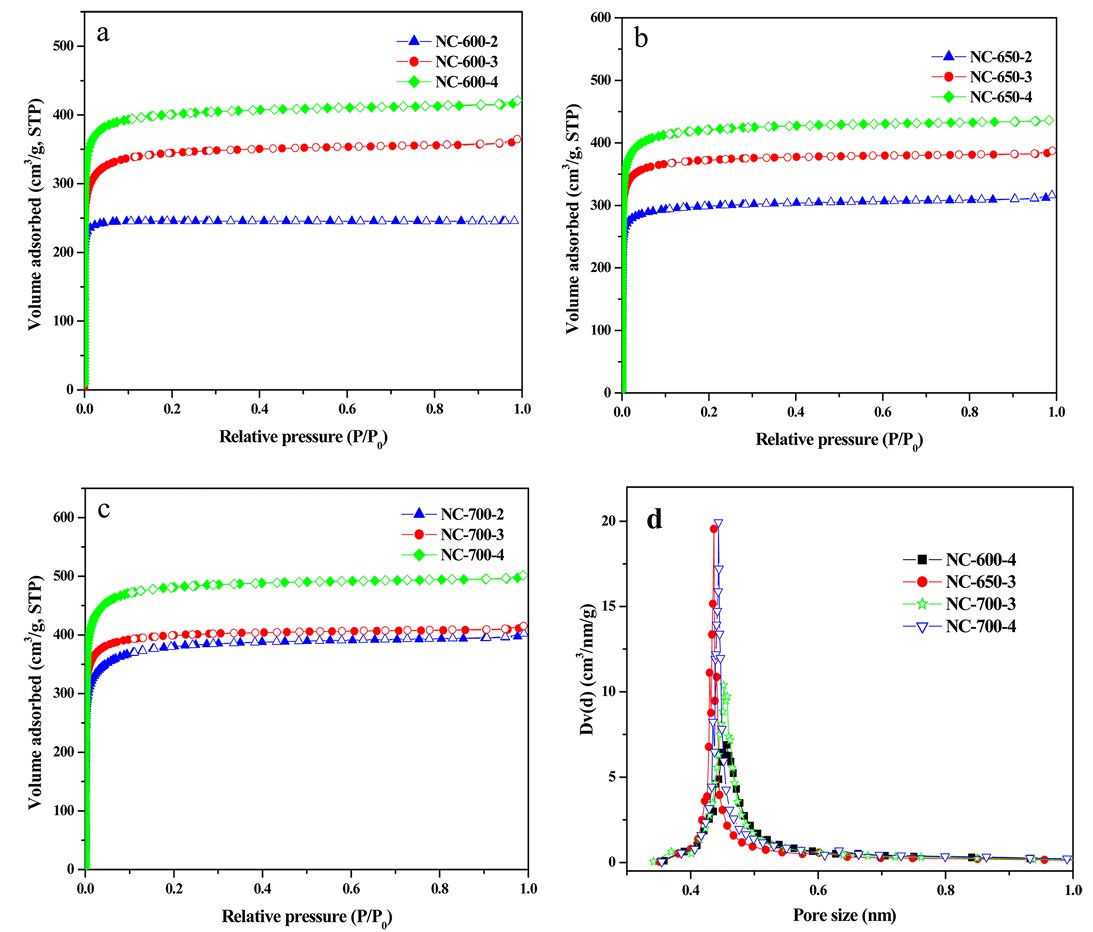 a
NC-600-2
NC-600-3
NC-600-4
500
400
300
200
100
0
0.0 0.2 0.4 0.6 0.8 1.0
Volume adsorbed (cm³/g, STP)
Relative pressure (P/P₀)
b
NC-650-2
NC-650-3
NC-650-4
600
500
400
300
200
100
0
0.0 0.2 0.4 0.6 0.8 1.0
Volume adsorbed (cm³/g, STP)
Relative pressure (P/P₀)
c
NC-700-2
NC-700-3
NC-700-4
600
500
400
300
200
100
0
0.0 0.2 0.4 0.6 0.8 1.0
Volume adsorbed (cm³/g, STP)
Relative pressure (P/P₀)
d
NC-600-4
NC-650-3
NC-700-3
NC-700-4
20
15
10
5
0
0.4 0.6 0.8 1.0
Dv(d) (cm³/nm/g)
Pore size (nm)